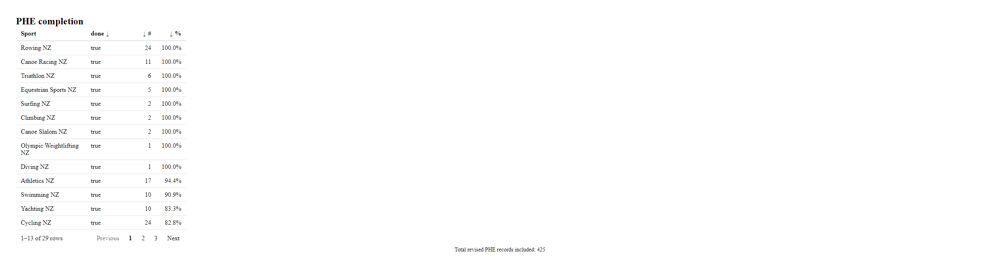 PHE completion
Sport done ↓ ↓ # ↓ %
Rowing NZ true 24 100.0%
Canoe Racing NZ true 11 100.0%
Triathlon NZ true 6 100.0%
Equestrian Sports NZ true 5 100.0%
Surfing NZ true 2 100.0%
Climbing NZ true 2 100.0%
Canoe Slalom NZ true 2 100.0%
Olympic Weightlifting true 1 100.0%
NZ
Diving NZ true 1 100.0%
Athletics NZ true 17 94.4%
Swimming NZ true 10 90.9%
Yachting NZ true 10 83.3%
Cycling NZ true 24 82.8%
1–13 of 29 rows Previous 1 2 3 Next
Total revised PHE records included: 425